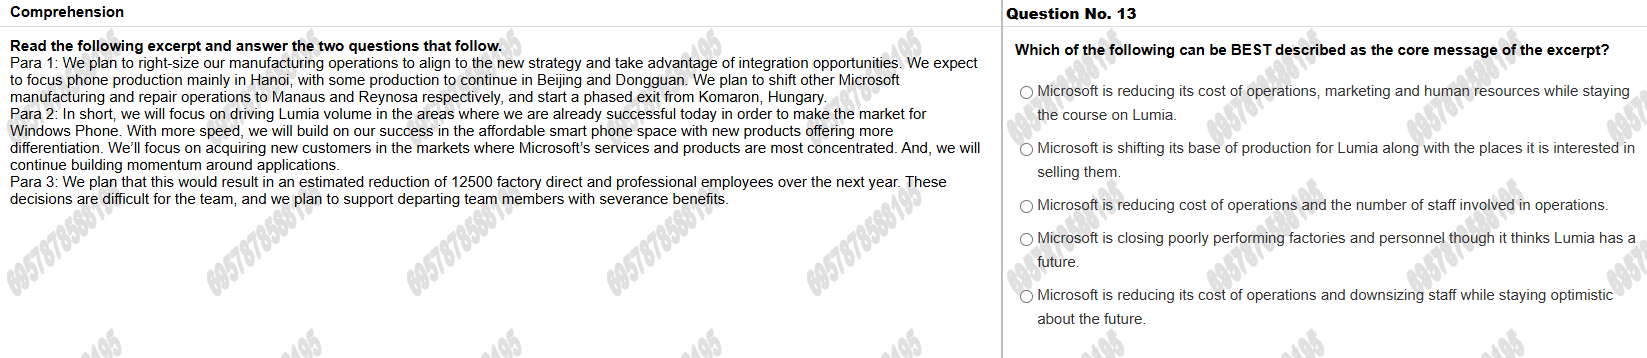 Comprehension
Read the following excerpt and answer the two questions that follow.
Para 1: We plan to right-size our manufacturing operations to align to the new strategy and take advantage of integration opportunities. We expect
to focus phone production mainly in Hanoi, with some production to continue in Beijing and Dongguan. We plan to shift other Microsoft
manufacturing and repair operations to Manaus and Reynosa respectively, and start a phased exit from Komaron, Hungary.
Para 2: In short, we will focus on driving Lumia volume in the areas where we are already successful today in order to make the market for
Windows Phone. With more speed, we will build on our success in the affordable smart phone space with new products offering more
differentiation. We'll focus on acquiring new customers in the markets where Microsoft's services and products are most concentrated. And, we will
continue building momentum around applications.
Para 3: We plan that this would result in an estimated reduction of 12500 factory direct and professional employees over the next year. These
decisions are difficult for the team, and we plan to support departing team members with severance benefits.
Question No. 13
Which of the following can be BEST described as the core message of the excerpt?
Microsoft is reducing its cost of operations, marketing and human resources while staying
the course on Lumia.
Microsoft is shifting its base of production for Lumia along with the places it is interested in
selling them.
Microsoft is reducing cost of operations and the number of staff involved in operations.
Microsoft is closing poorly performing factories and personnel though it thinks Lumia has a
future.
Microsoft is reducing its cost of operations and downsizing staff while staying optimistic
about the future.